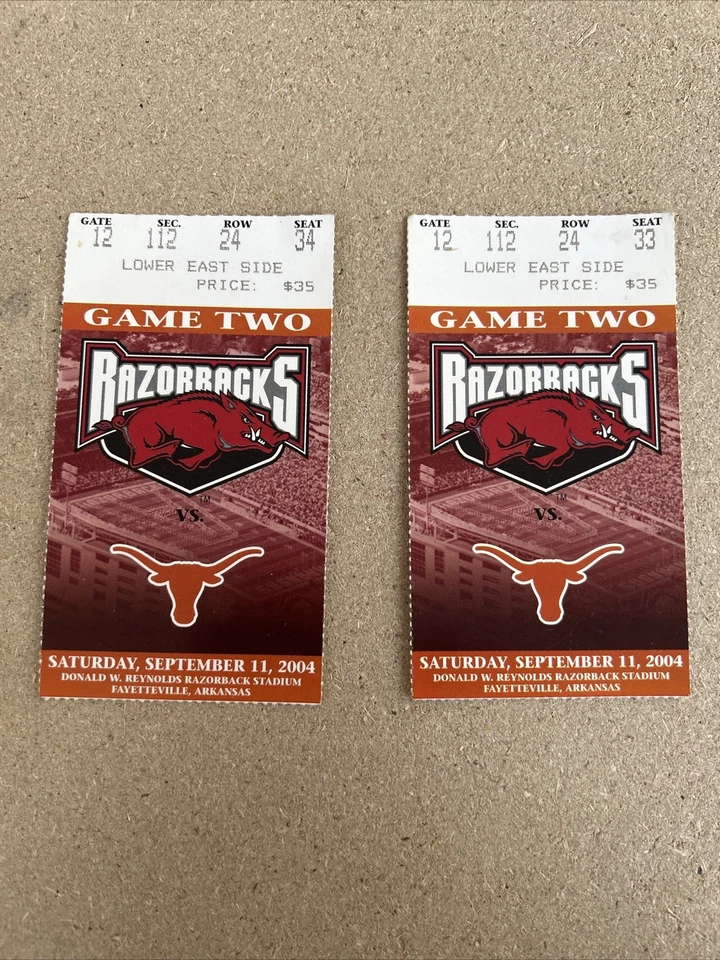 GATE SEC. ROW SEAT
12 112 24 34
LOWER EAST SIDE
PRICE: $35
GAME TWO
RAZORBACKS
TM
VS.
SATURDAY, SEPTEMBER 11, 2004
DONALD W. REYNOLDS RAZORBACK STADIUM
FAYETTEVILLE, ARKANSAS
GATE SEC. ROW SEAT
12 112 24 33
LOWER EAST SIDE
PRICE: $35
GAME TWO
RAZORBACKS
TM
VS.
SATURDAY, SEPTEMBER 11, 2004
DONALD W. REYNOLDS RAZORBACK STADIUM
FAYETTEVILLE, ARKANSAS